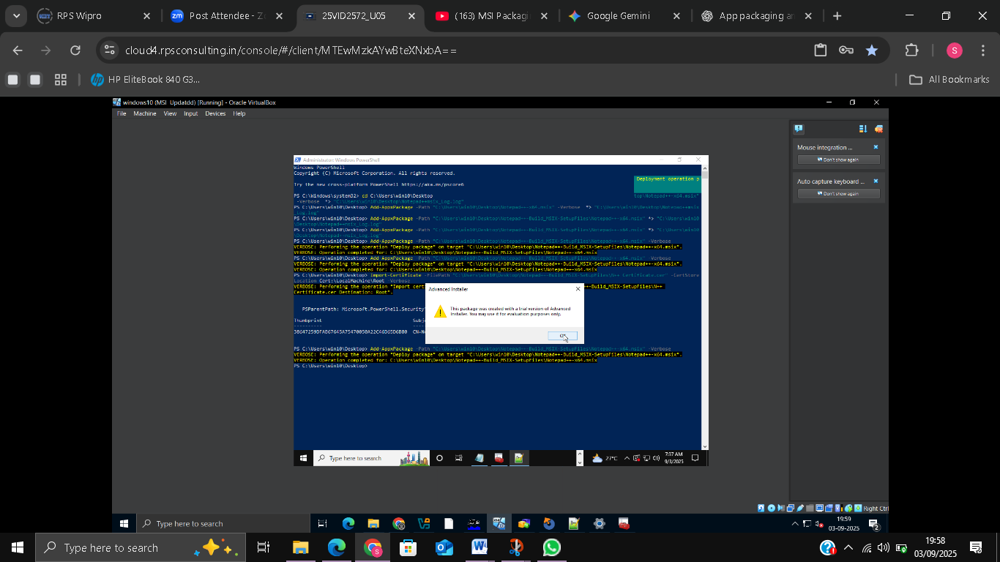 RPS Wipro
Post Attendee - Z
25VID2572_U05
(163) MSI Packagi
Google Gemini
App packaging a
cloud4.rpsconsulting.in/console/#/client/MTEwMzkAYwBteXNxbA==
S
HP EliteBook 840 G3...
All Bookmarks
windows10 (MSI_Updatdd) [Running] - Oracle VirtualBox
File Machine View Input Devices Help
Mouse integration ...
Don't show again
Auto capture keyboard ...
Don't show again
Administrator: Windows PowerShell
Windows PowerShell
Copyright (C) Microsoft Corporation. All rights reserved.
Deployment operation p
Try the new cross-platform PowerShell https://aka.ms/pscore6
PS C:\Windows\system32> cd C:\Users\win10\Desktop
top\Notepad++-x64.msix"
-Verbose *> "C:\Users\win10\Desktop\Notepad++msix_Log.log"
PS C:\Users\win10\Desktop> Add-AppxPackage -Path "C:\Users\win10\Desktop\Notepad++-x64.msix" -Verbose *> "C:\Users\win10\Desktop\Notepad++msix
_Log.log"
PS C:\Users\win10\Desktop> Add-AppxPackage -Path "C:\Users\win10\Desktop\Notepad++-Build_MSIX-SetupFiles\Notepad++-x64.msix" *> "C:\Users\win10
\Desktop\Notepad++msix_Log.log"
PS C:\Users\win10\Desktop> Add-AppxPackage -Path "C:\Users\win10\Desktop\Notepad++-Build_MSIX-SetupFiles\Notepad++-x64.msix" *> "C:\Users\win10
\Desktop\Notepad++msix_Log.log"
PS C:\Users\win10\Desktop> Add-AppxPackage -Path "C:\Users\win10\Desktop\Notepad++-Build_MSIX-SetupFiles\Notepad++-x64.msix" -Verbose
VERBOSE: Performing the operation "Deploy package" on target "C:\Users\win10\Desktop\Notepad++-Build_MSIX-SetupFiles\Notepad++-x64.msix".
VERBOSE: Operation completed for: C:\Users\win10\Desktop\Notepad++-Build_MSIX-SetupFiles\Notepad++-x64.msix
PS C:\Users\win10\Desktop> Add-AppxPackage -Path "C:\Users\win10\Desktop\Notepad++-Build_MSIX-SetupFiles\Notepad++-x64.msix" -Verbose
VERBOSE: Performing the operation "Deploy package" on target "C:\Users\win10\Desktop\Notepad++-Build_MSIX-SetupFiles\Notepad++-x64.msix".
VERBOSE: Operation completed for: C:\Users\win10\Desktop\Notepad++-Build_MSIX-SetupFiles\Notepad++-x64.msix
PS C:\Users\win10\Desktop> Import-Certificate -FilePath "C:\Users\win10\Desktop\Notepad++-Build_MSIX-SetupFiles\N++ Certificate.cer" -CertStore
Location Cert:\LocalMachine\Root -Verbose
VERBOSE: Performing the operation "Import cert
++-Build_MSIX-SetupFiles\N++
Certificate.cer Destination: Root".
PSParentPath: Microsoft.PowerShell.Security
Thumbprint Subj
---------- ----
CN=N
Advanced Installer
This package was created with a trial version of Advanced
Installer. You may use it for evaluation purposes only.
OK
PS C:\Users\win10\Desktop> Add-AppxPackage -Path "C:\Users\win10\Desktop\Notepad++-Build_MSIX-SetupFiles\Notepad++-x64.msix" -Verbose
VERBOSE: Performing the operation "Deploy package" on target "C:\Users\win10\Desktop\Notepad++-Build_MSIX-SetupFiles\Notepad++-x64.msix".
VERBOSE: Operation completed for: C:\Users\win10\Desktop\Notepad++-Build_MSIX-SetupFiles\Notepad++-x64.msix
PS C:\Users\win10\Desktop>
Type here to search
27°C
7:37 AM
9/3/2025
Right Ctrl
Type here to search
19:59
03-09-2025
2
Type here to search
19:58
03/09/2025